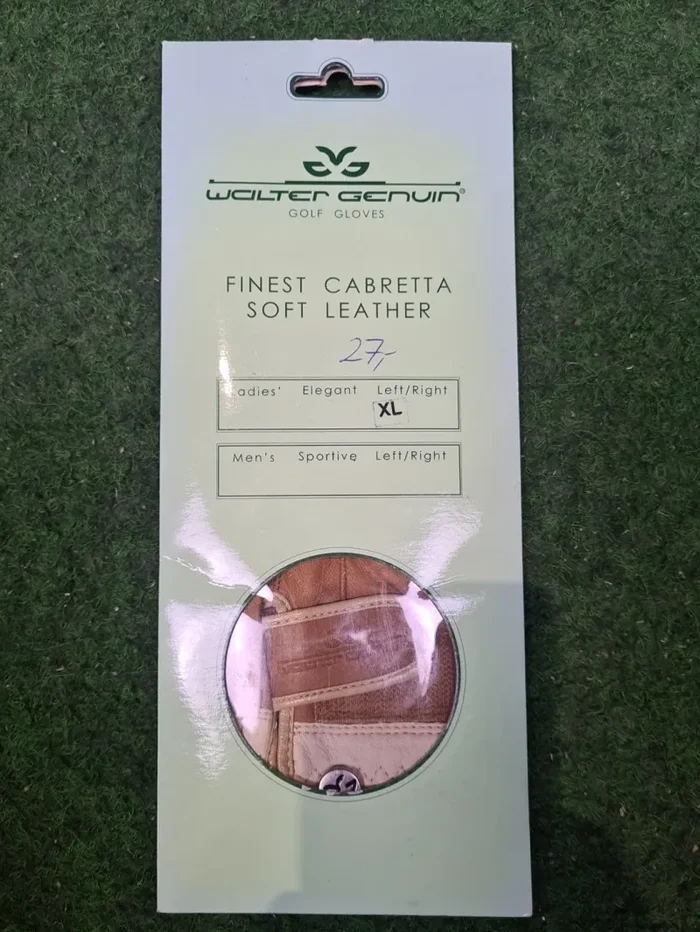 WALTER GENUIN®
GOLF GLOVES
FINEST CABRETTA
SOFT LEATHER
27,-
adies' Elegant Left/Right
XL
Men's Sportive Left/Right